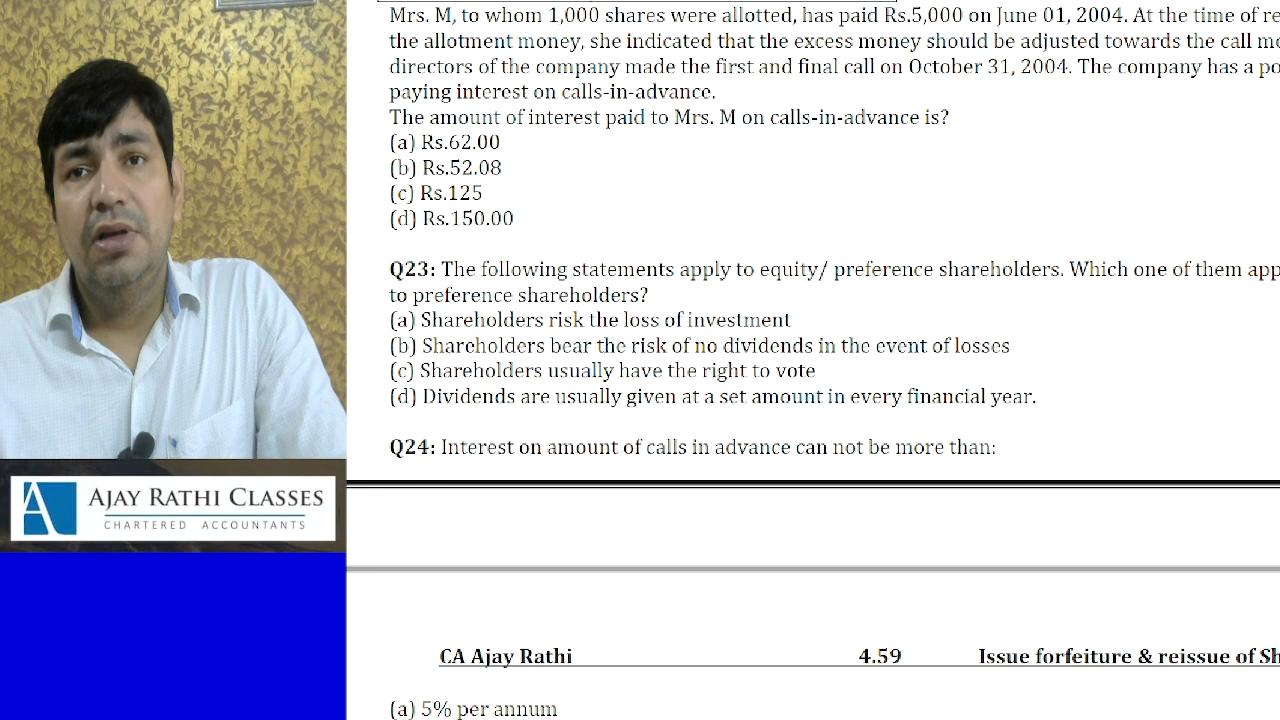 Mrs. M, to whom 1,000 shares were allotted, has paid Rs.5,000 on June 01, 2004. At the time of
the allotment money, she indicated that the excess money should be adjusted towards the call
directors of the company made the first and final call on October 31, 2004. The company has a
paying interest on calls-in-advance.
The amount of interest paid to Mrs. M on calls-in-advance is?
(a) Rs.62.00
(b) Rs.52.08
(c) Rs.125
(d) Rs.150.00
Q23: The following statements apply to equity/ preference shareholders. Which one of them
to preference shareholders?
(a) Shareholders risk the loss of investment
(b) Shareholders bear the risk of no dividends in the event of losses
(c) Shareholders usually have the right to vote
(d) Dividends are usually given at a set amount in every financial year.
Q24: Interest on amount of calls in advance can not be more than:
AJAY RATHI CLASSES
CHARTERED ACCOUNTANTS
CA Ajay Rathi 4.59 Issue forfeiture & reissue of
(a) 5% per annum